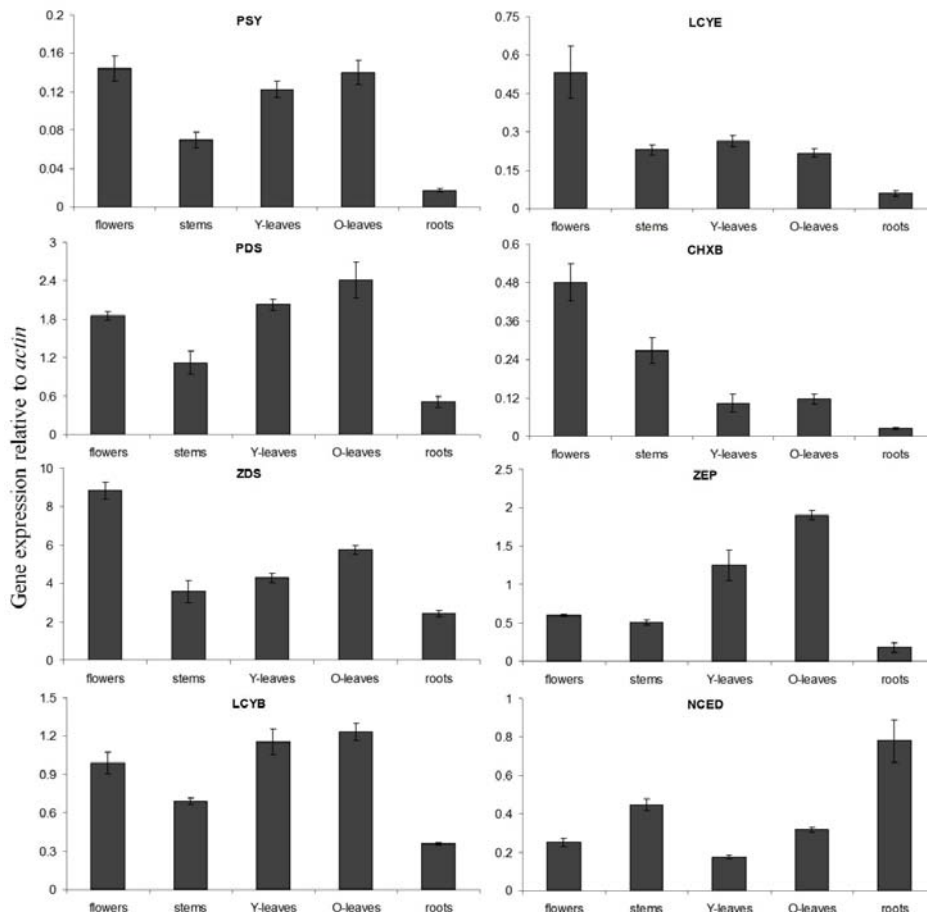 PSY
0.2
0.16
0.12
0.08
0.04
0
flowers stems Y-leaves O-leaves roots
LCYE
0.75
0.6
0.45
0.3
0.15
0
flowers stems Y-leaves O-leaves roots
PDS
3
2.4
1.8
1.2
0.6
0
flowers stems Y-leaves O-leaves roots
CHXB
0.6
0.48
0.36
0.24
0.12
0
flowers stems Y-leaves O-leaves roots
Gene expression relative to actin
ZDS
10
8
6
4
2
0
flowers stems Y-leaves O-leaves roots
ZEP
2.5
2
1.5
1
0.5
0
flowers stems Y-leaves O-leaves roots
LCYB
1.5
1.2
0.9
0.6
0.3
0
flowers stems Y-leaves O-leaves roots
NCED
1
0.8
0.6
0.4
0.2
0
flowers stems Y-leaves O-leaves roots